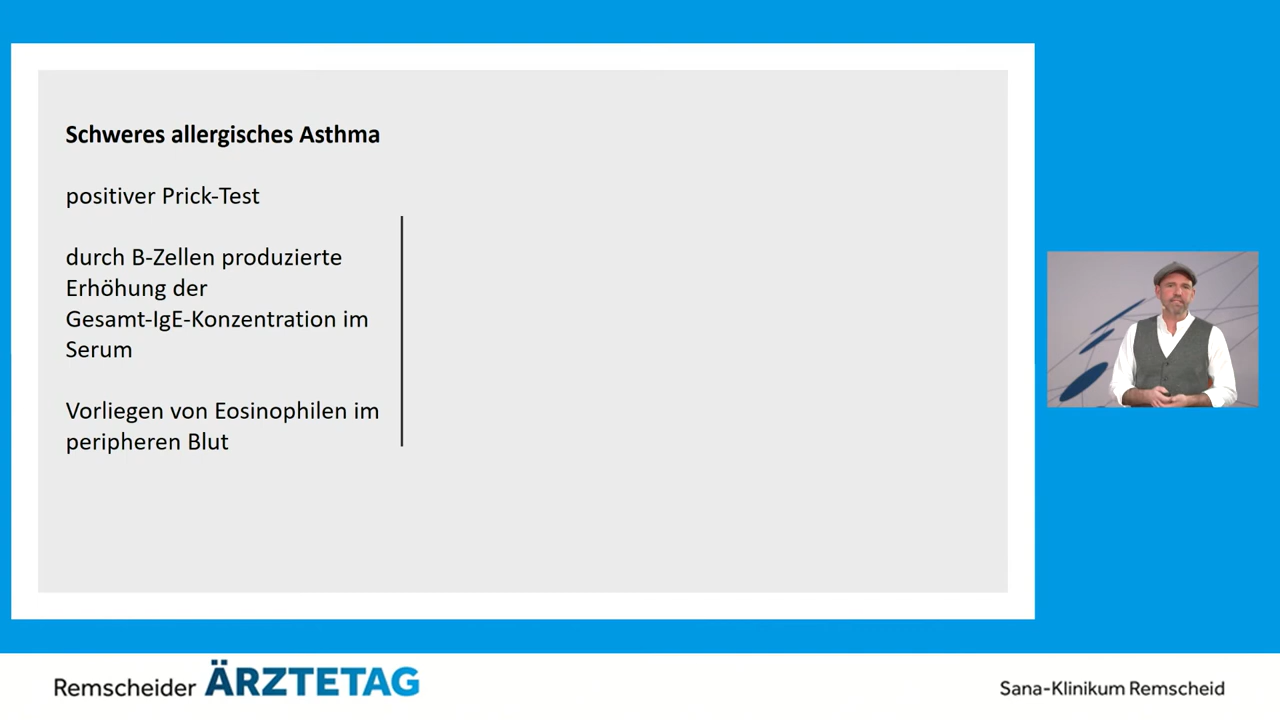 Schweres allergisches Asthma
positiver Prick-Test
durch B-Zellen produzierte
Erhöhung der
Gesamt-IgE-Konzentration im
Serum
Vorliegen von Eosinophilen im
peripheren Blut
Remscheider ÄRZTETAG
Sana-Klinikum Remscheid